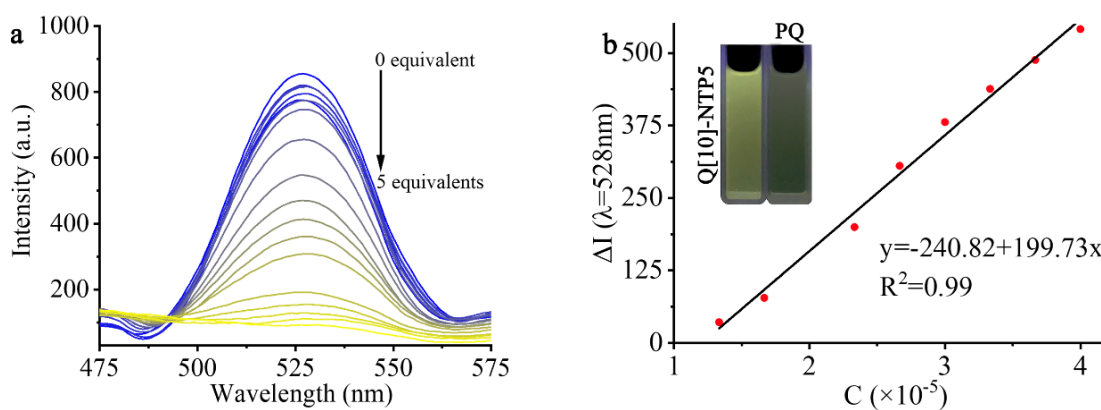 a
1000
800
600
400
200
Intensity (a.u.)
0 equivalent
5 equivalents
475
500
525
550
575
Wavelength (nm)
b
500
375
250
125
0
ΔI (λ=528nm)
PQ
Q[10]-NTP5
y=-240.82+199.73x
R²=0.99
1
2
3
4
C (×10⁻⁵)